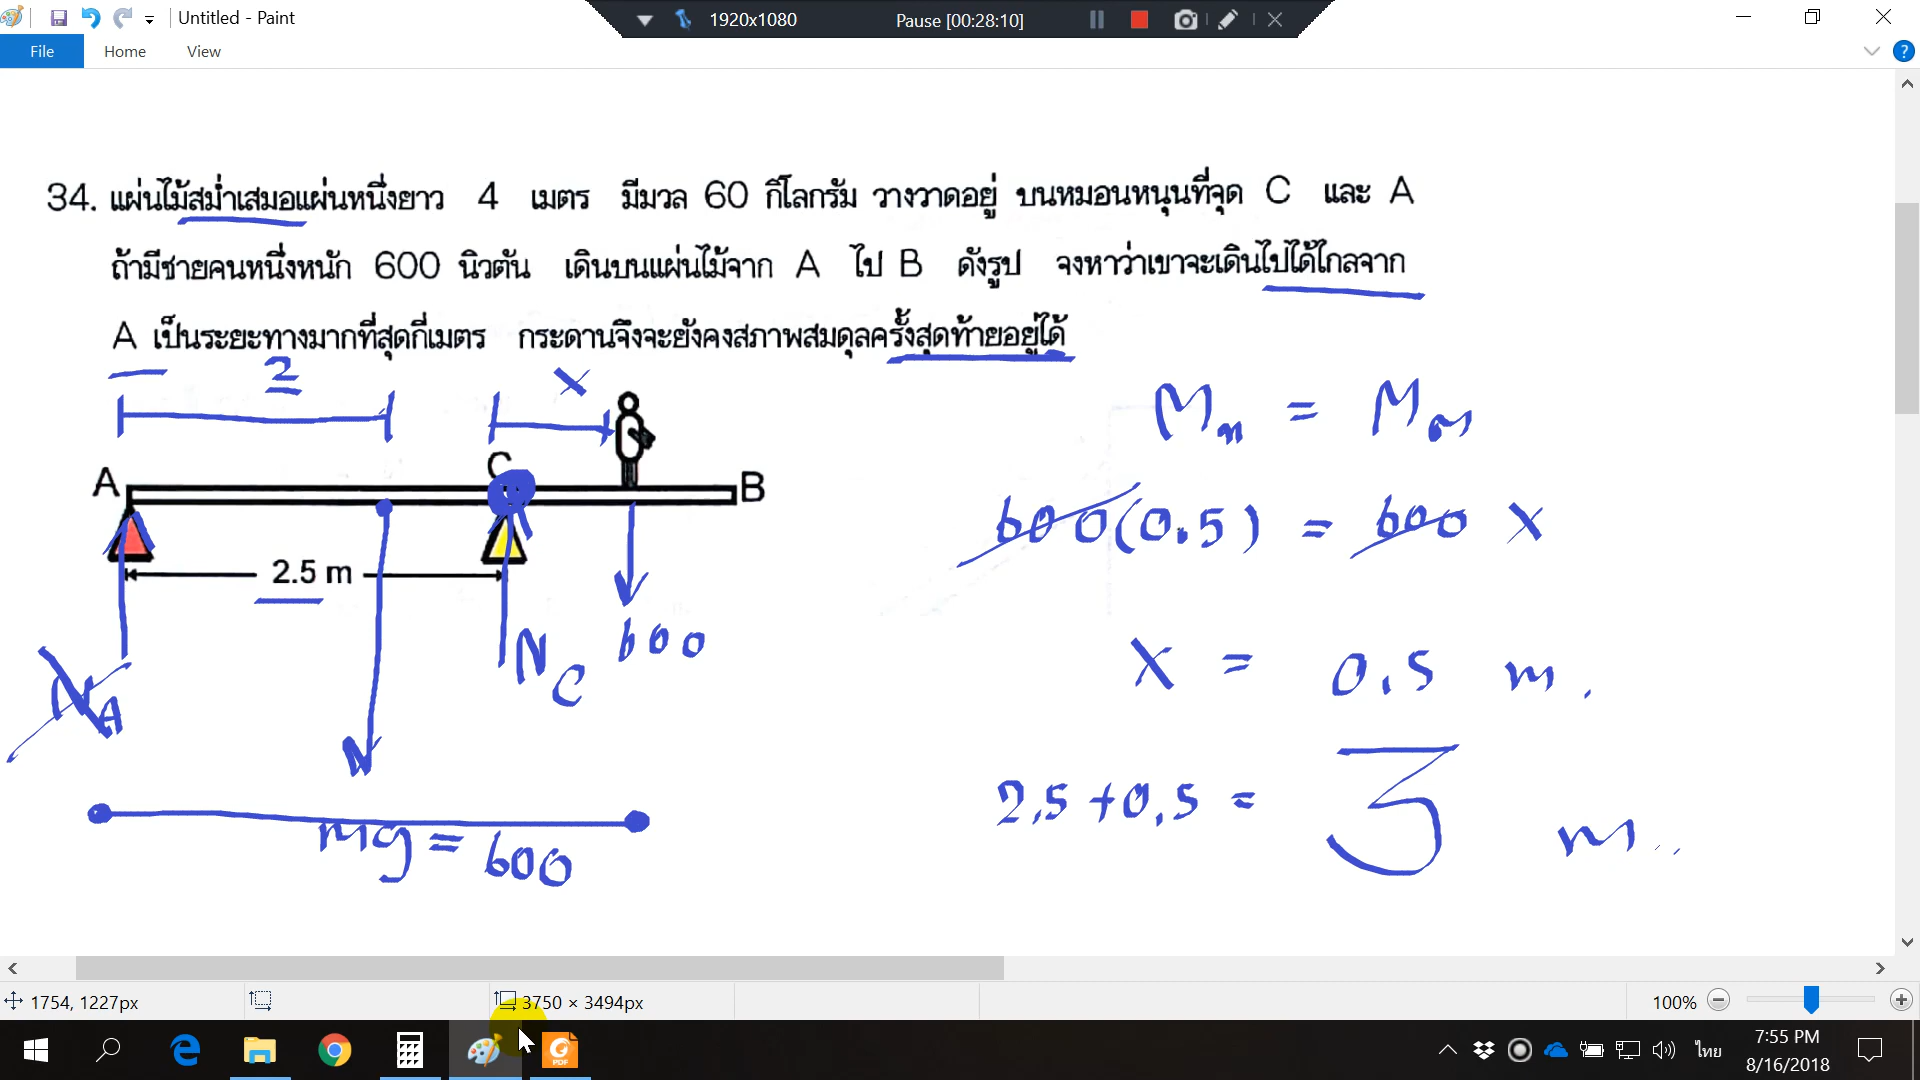 Untitled - Paint
1920x1080
Pause [00:28:10]
File Home View
34. แผ่นไม้สม่ำเสมอแผ่นหนึ่งยาว 4 เมตร มีมวล 60 กิโลกรัม วางวาดอยู่ บนหมอนหนุนที่จุด C และ A
ถ้ามีชายคนหนึ่งหนัก 600 นิวตัน เดินบนแผ่นไม้จาก A ไป B ดังรูป จงหาว่าเขาจะเดินไปได้ไกลจาก
A เป็นระยะทางมากที่สุดกี่เมตร กระดานจึงจะยังคงสภาพสมดุลครั้งสุดท้ายอยู่ได้
2
x
A
C
B
2.5 m
N_A
N_C
600
mg = 600
600(0.5) = 600 x
x = 0.5 m.
2.5+0.5 = 3 m.
1754, 1227px
3750 × 3494px
100%
ไทย
7:55 PM
8/16/2018
PDF